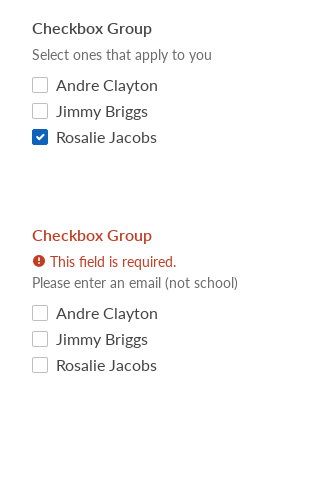 Checkbox Group
Select ones that apply to you
Andre Clayton
Jimmy Briggs
Rosalie Jacobs
Checkbox Group
This field is required.
Please enter an email (not school)
Andre Clayton
Jimmy Briggs
Rosalie Jacobs